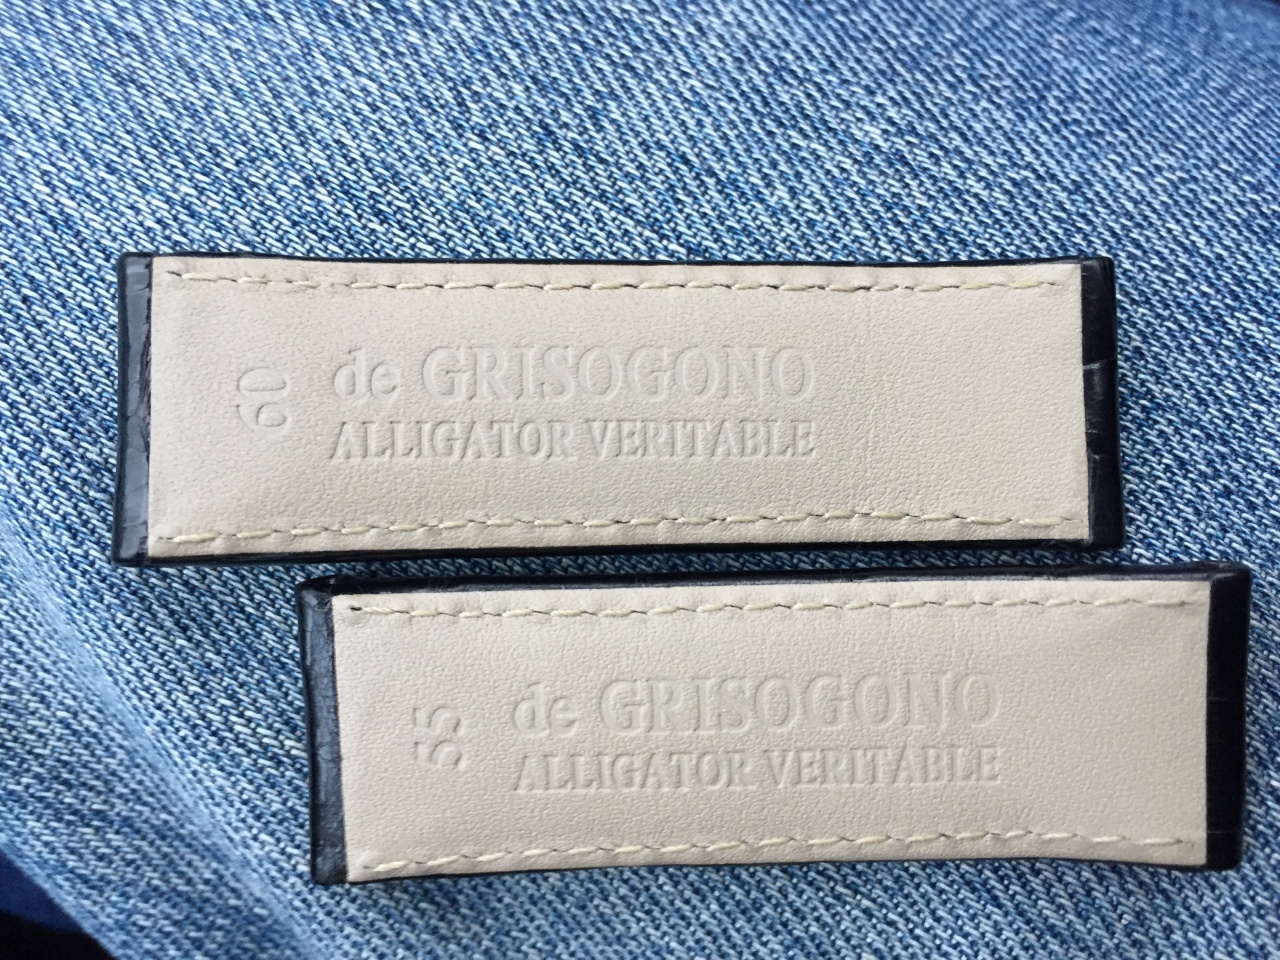 60
de GRISOGONO
ALLIGATOR VERITABLE
55
de GRISOGONO
ALLIGATOR VERITABLE